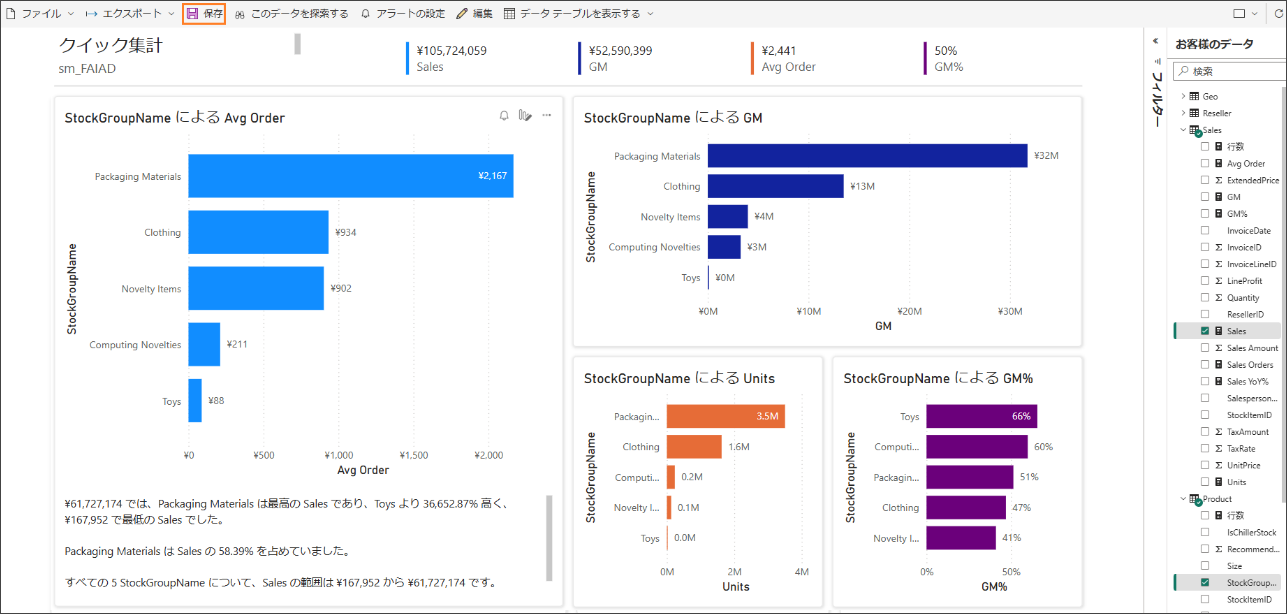 ファイル エクスポート 保存 このデータを探索する アラートの設定 編集 データ テーブルを表示する
クイック集計
sm_FAIAD
¥105,724,059
Sales
¥52,590,399
GM
¥2,441
Avg Order
50%
GM%
StockGroupName による Avg Order
StockGroupName
Packaging Materials ¥2,167
Clothing ¥934
Novelty Items ¥902
Computing Novelties ¥211
Toys ¥88
¥0 ¥500 ¥1,000 ¥1,500 ¥2,000
Avg Order
¥61,727,174 では、Packaging Materials は最高の Sales であり、Toys より 36,652.87% 高く、
¥167,952 で最低の Sales でした。
Packaging Materials は Sales の 58.39% を占めていました。
すべての 5 StockGroupName について、Sales の範囲は ¥167,952 から ¥61,727,174 です。
StockGroupName による GM
StockGroupName
Packaging Materials ¥32M
Clothing ¥13M
Novelty Items ¥4M
Computing Novelties ¥3M
Toys ¥0M
¥0M ¥10M ¥20M ¥30M
GM
StockGroupName による Units
StockGroupName
Packagin... 3.5M
Clothing 1.6M
Computi... 0.2M
Novelty I... 0.1M
Toys 0.0M
0M 2M 4M
Units
StockGroupName による GM%
StockGroupName
Toys 66%
Computi... 60%
Packagin... 51%
Clothing 47%
Novelty I... 41%
0% 50%
GM%
フィルター
お客様のデータ
検索
Geo
Reseller
Sales
行数
Avg Order
ExtendedPrice
GM
GM%
InvoiceDate
InvoiceID
InvoiceLineID
LineProfit
Quantity
ResellerID
Sales
Sales Amount
Sales Orders
Sales YoY%
Salesperson...
StockItemID
TaxAmount
TaxRate
UnitPrice
Units
Product
行数
IsChillerStock
Recommend...
Size
StockGroup...
StockItemID